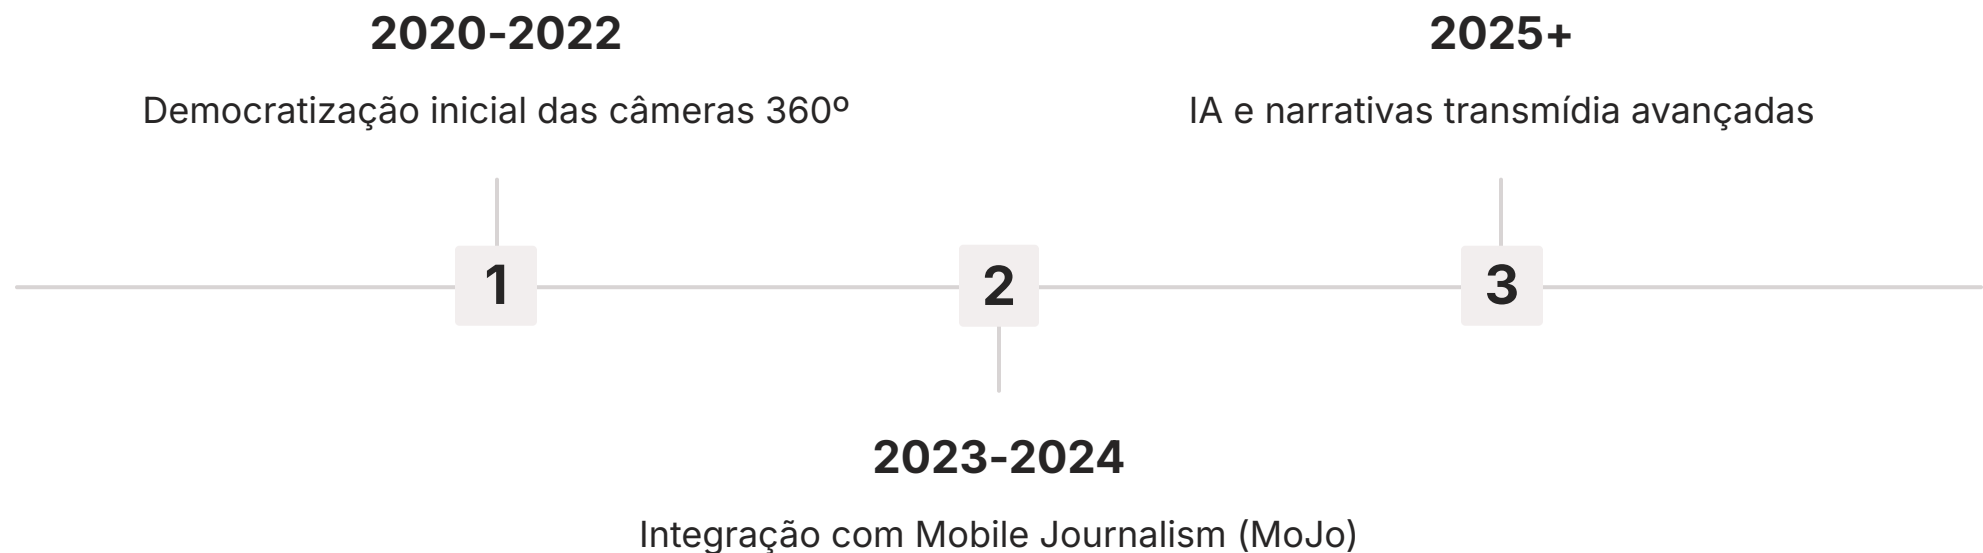 2020-2022
Democratização inicial das câmeras 360º
1
2
2023-2024
Integração com Mobile Journalism (MoJo)
2025+
IA e narrativas transmídia avançadas
3